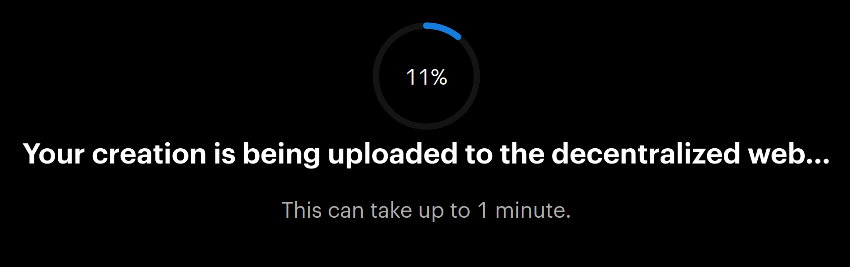 11%
Your creation is being uploaded to the decentralized web...
This can take up to 1 minute.